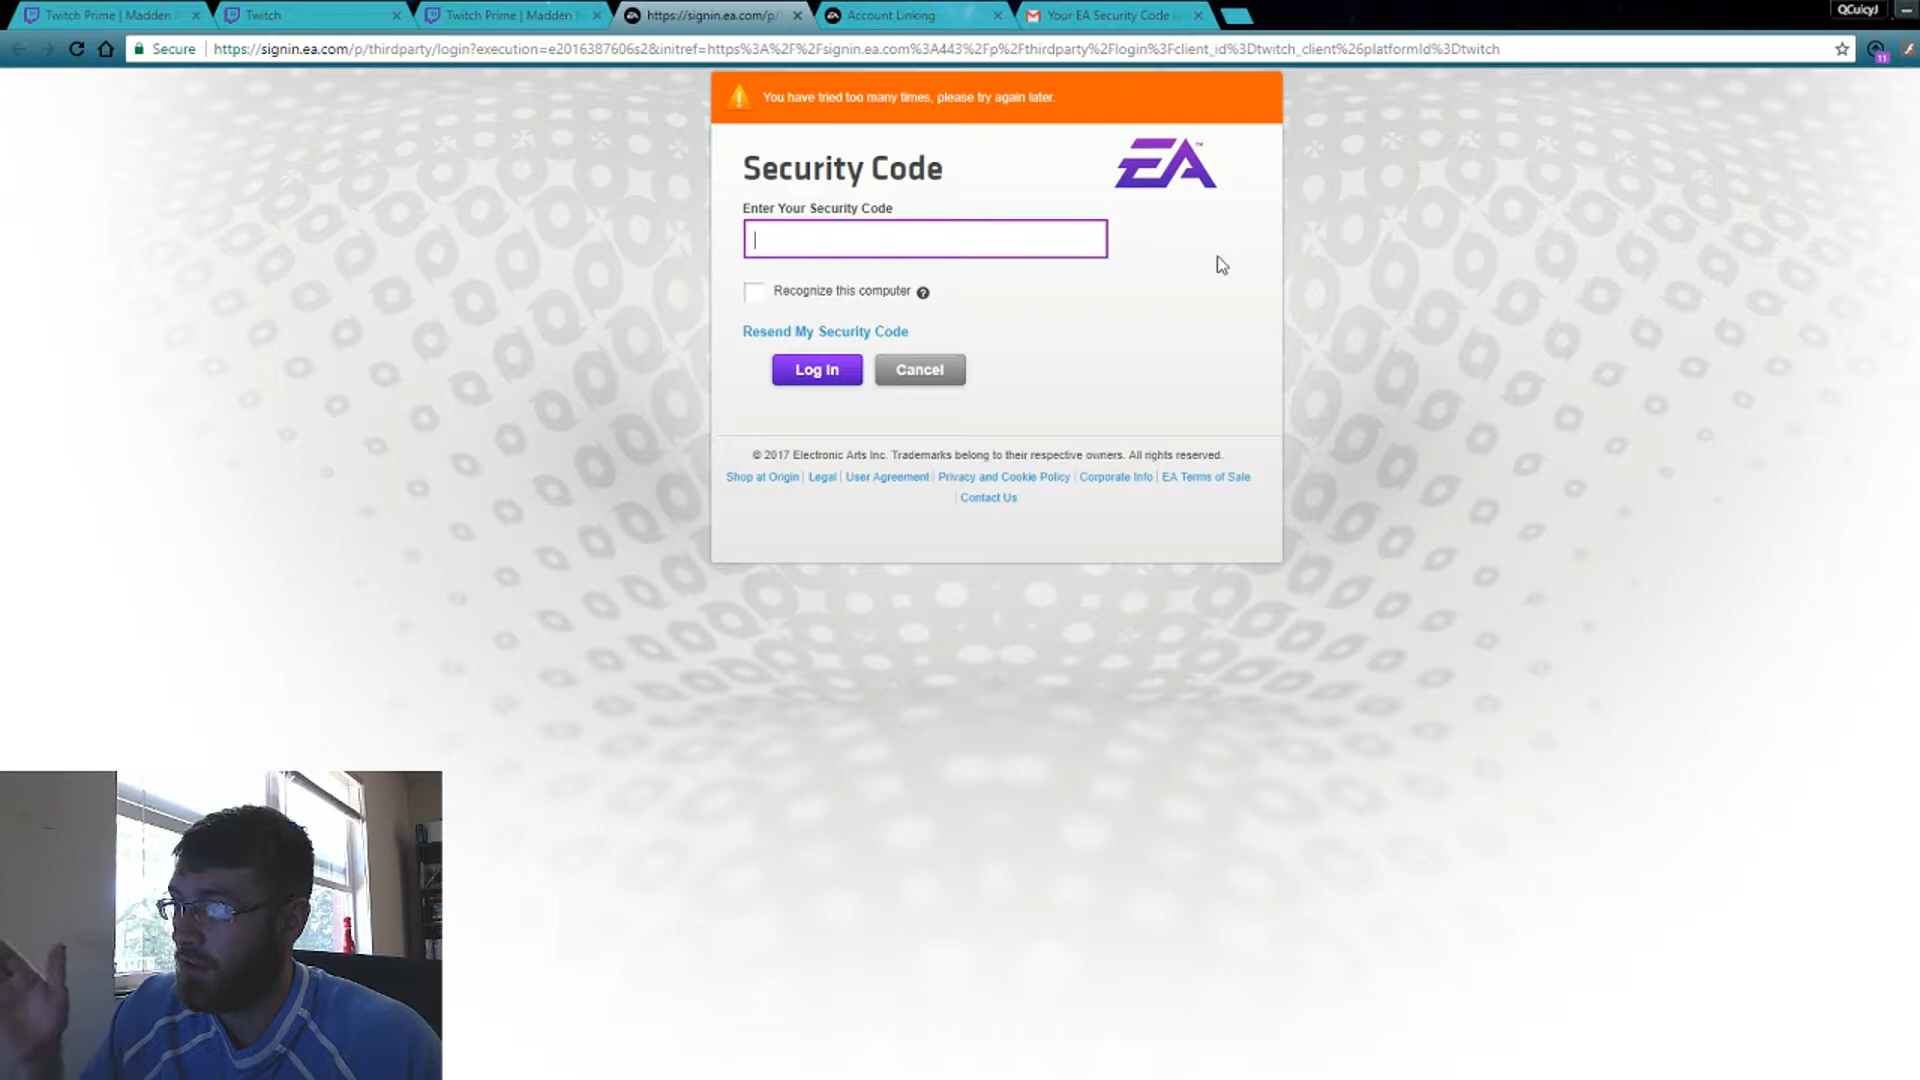 Twitch Prime | Madden
Twitch
Twitch Prime | Madden
https://signin.ea.com/p/
Account Linking
Your EA Security Code
QCuicyJ
Secure
https://signin.ea.com/p/thirdparty/login?execution=e2016387606s2&initref=https%3A%2F%2Fsignin.ea.com%3A443%2Fp%2Fthirdparty%2Flogin%3Fclient_id%3Dtwitch_client%26platformId%3Dtwitch
11
You have tried too many times, please try again later.
Security Code
EA
Enter Your Security Code
Recognize this computer
Resend My Security Code
Log In
Cancel
© 2017 Electronic Arts Inc. Trademarks belong to their respective owners. All rights reserved.
Shop at Origin | Legal | User Agreement | Privacy and Cookie Policy | Corporate Info | EA Terms of Sale
| Contact Us